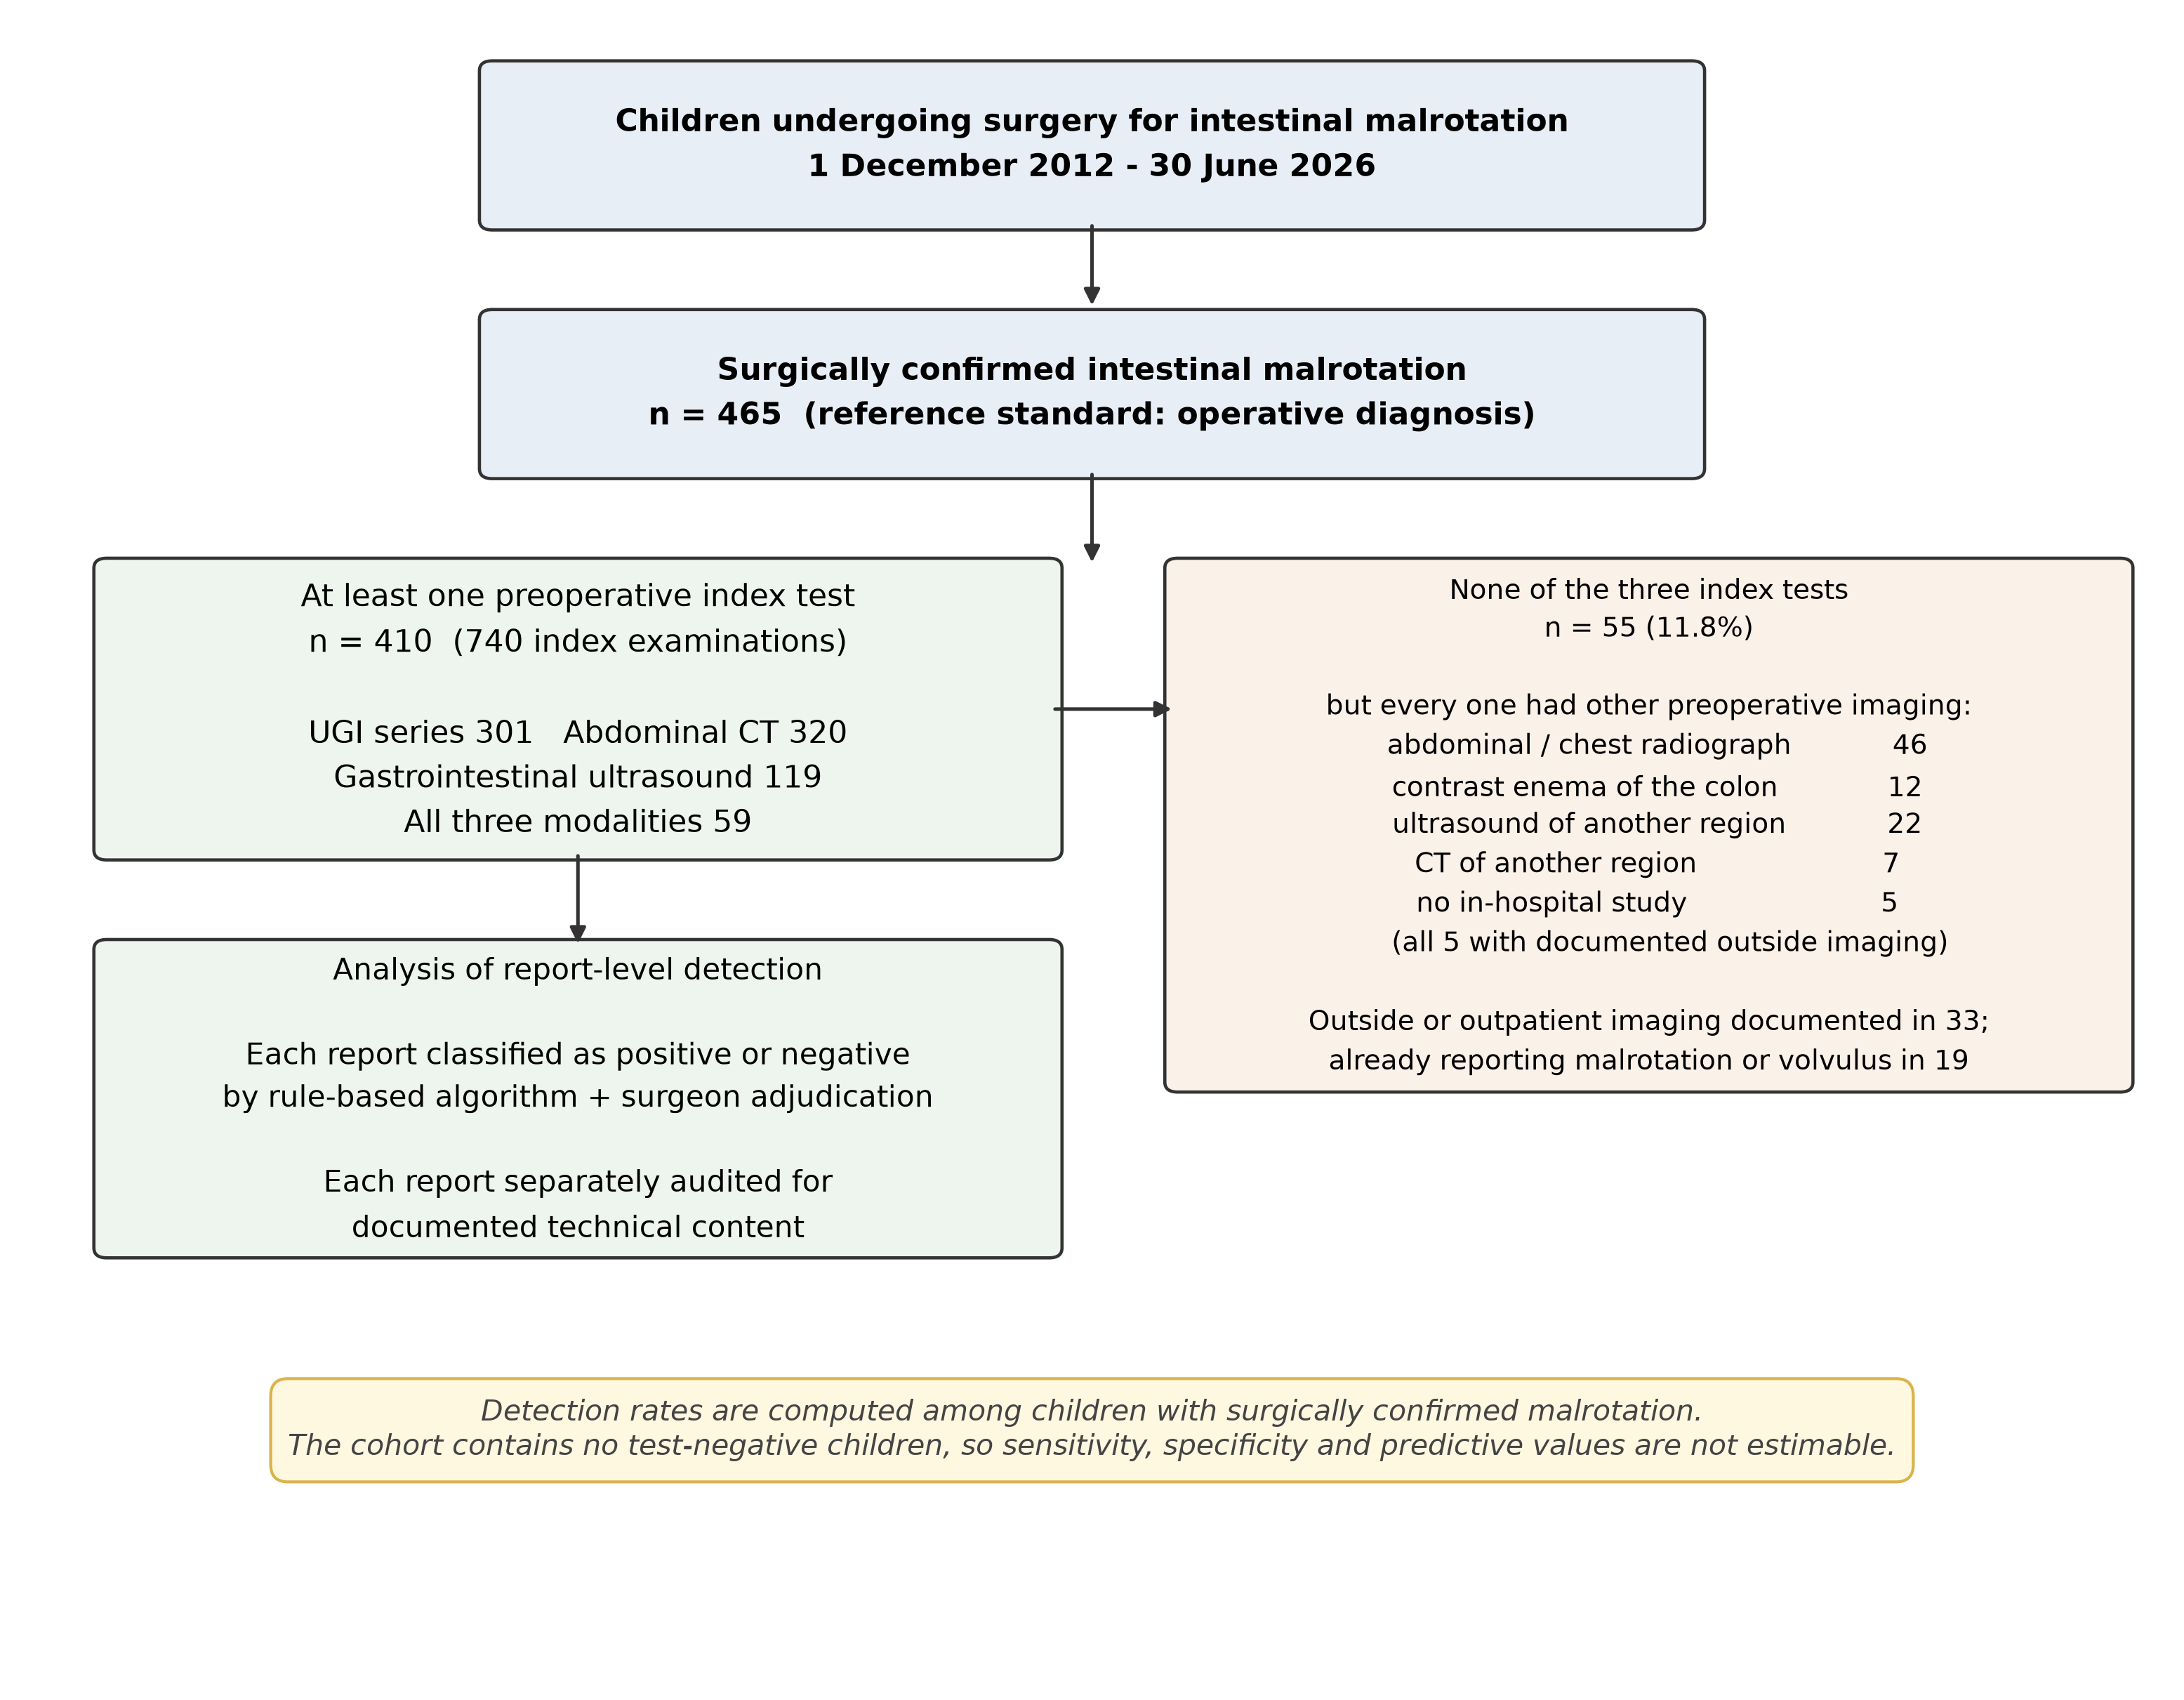 Children undergoing surgery for intestinal malrotation
1 December 2012 - 30 June 2026
Surgically confirmed intestinal malrotation
n = 465 (reference standard: operative diagnosis)
At least one preoperative index test
n = 410 (740 index examinations)
UGI series 301 Abdominal CT 320
Gastrointestinal ultrasound 119
All three modalities 59
None of the three index tests
n = 55 (11.8%)
but every one had other preoperative imaging:
abdominal / chest radiograph 46
contrast enema of the colon 12
ultrasound of another region 22
CT of another region 7
no in-hospital study 5
(all 5 with documented outside imaging)
Outside or outpatient imaging documented in 33;
already reporting malrotation or volvulus in 19
Analysis of report-level detection
Each report classified as positive or negative
by rule-based algorithm + surgeon adjudication
Each report separately audited for
documented technical content
Detection rates are computed among children with surgically confirmed malrotation.
The cohort contains no test-negative children, so sensitivity, specificity and predictive values are not estimable.